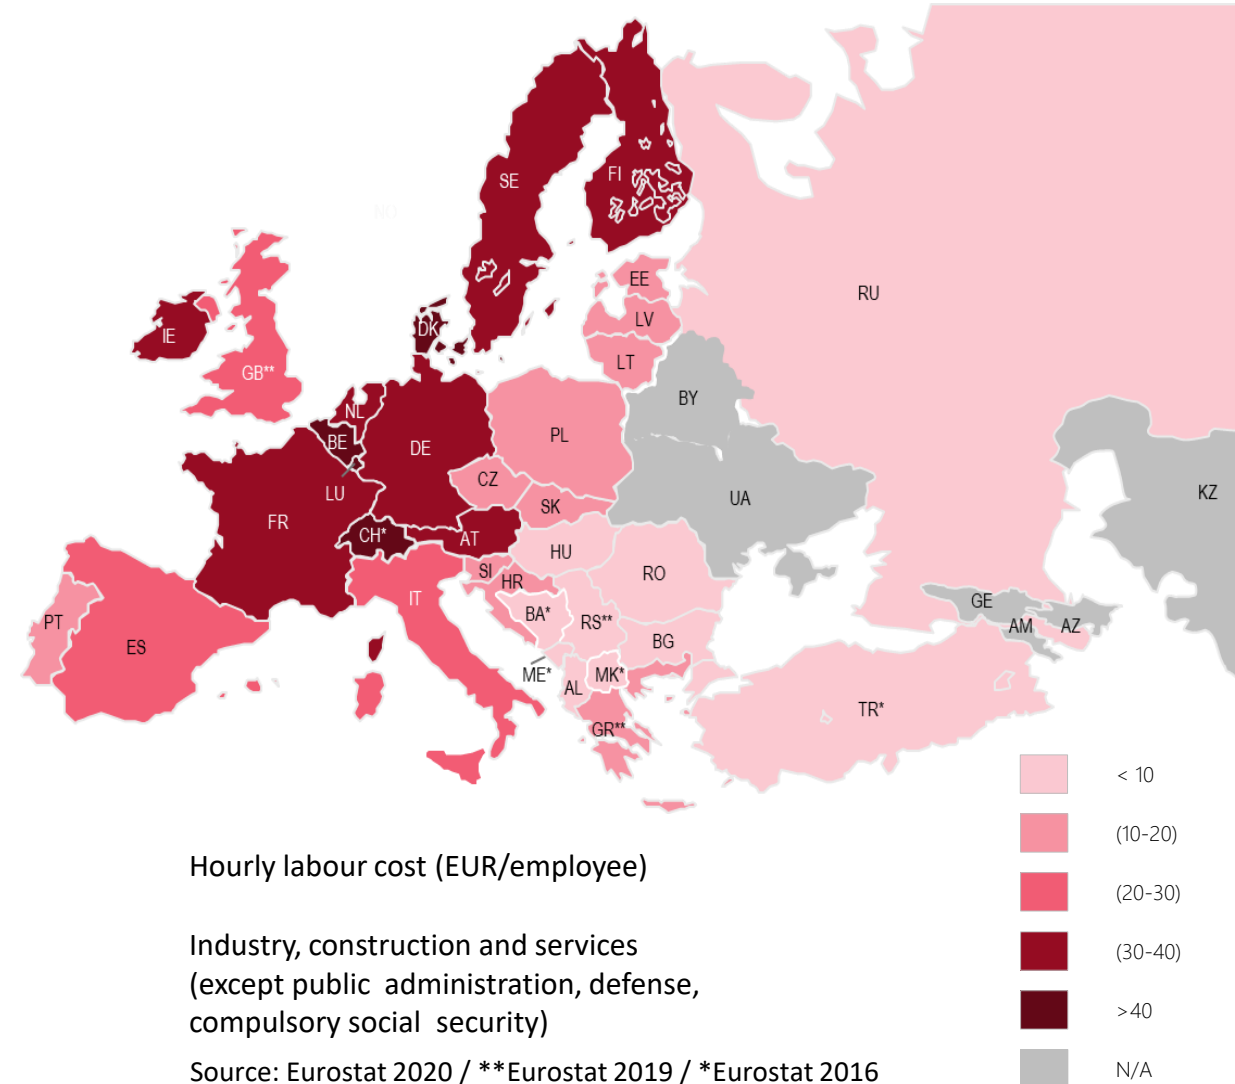 SE
FI
NO
EE
RU
LV
IE
DK
LT
GB**
BY
NL
BE
DE
PL
CZ
LU
UA
KZ
SK
FR
CH*
AT
HU
SI
HR
RO
IT
GE
BA*
RS**
PT
AM
AZ
ES
BG
ME*
MK*
AL
TR*
GR**
< 10
(10-20)
(20-30)
(30-40)
>40
N/A
Hourly labour cost (EUR/employee)
Industry, construction and services
(except public administration, defense,
compulsory social security)
Source: Eurostat 2020 / **Eurostat 2019 / *Eurostat 2016